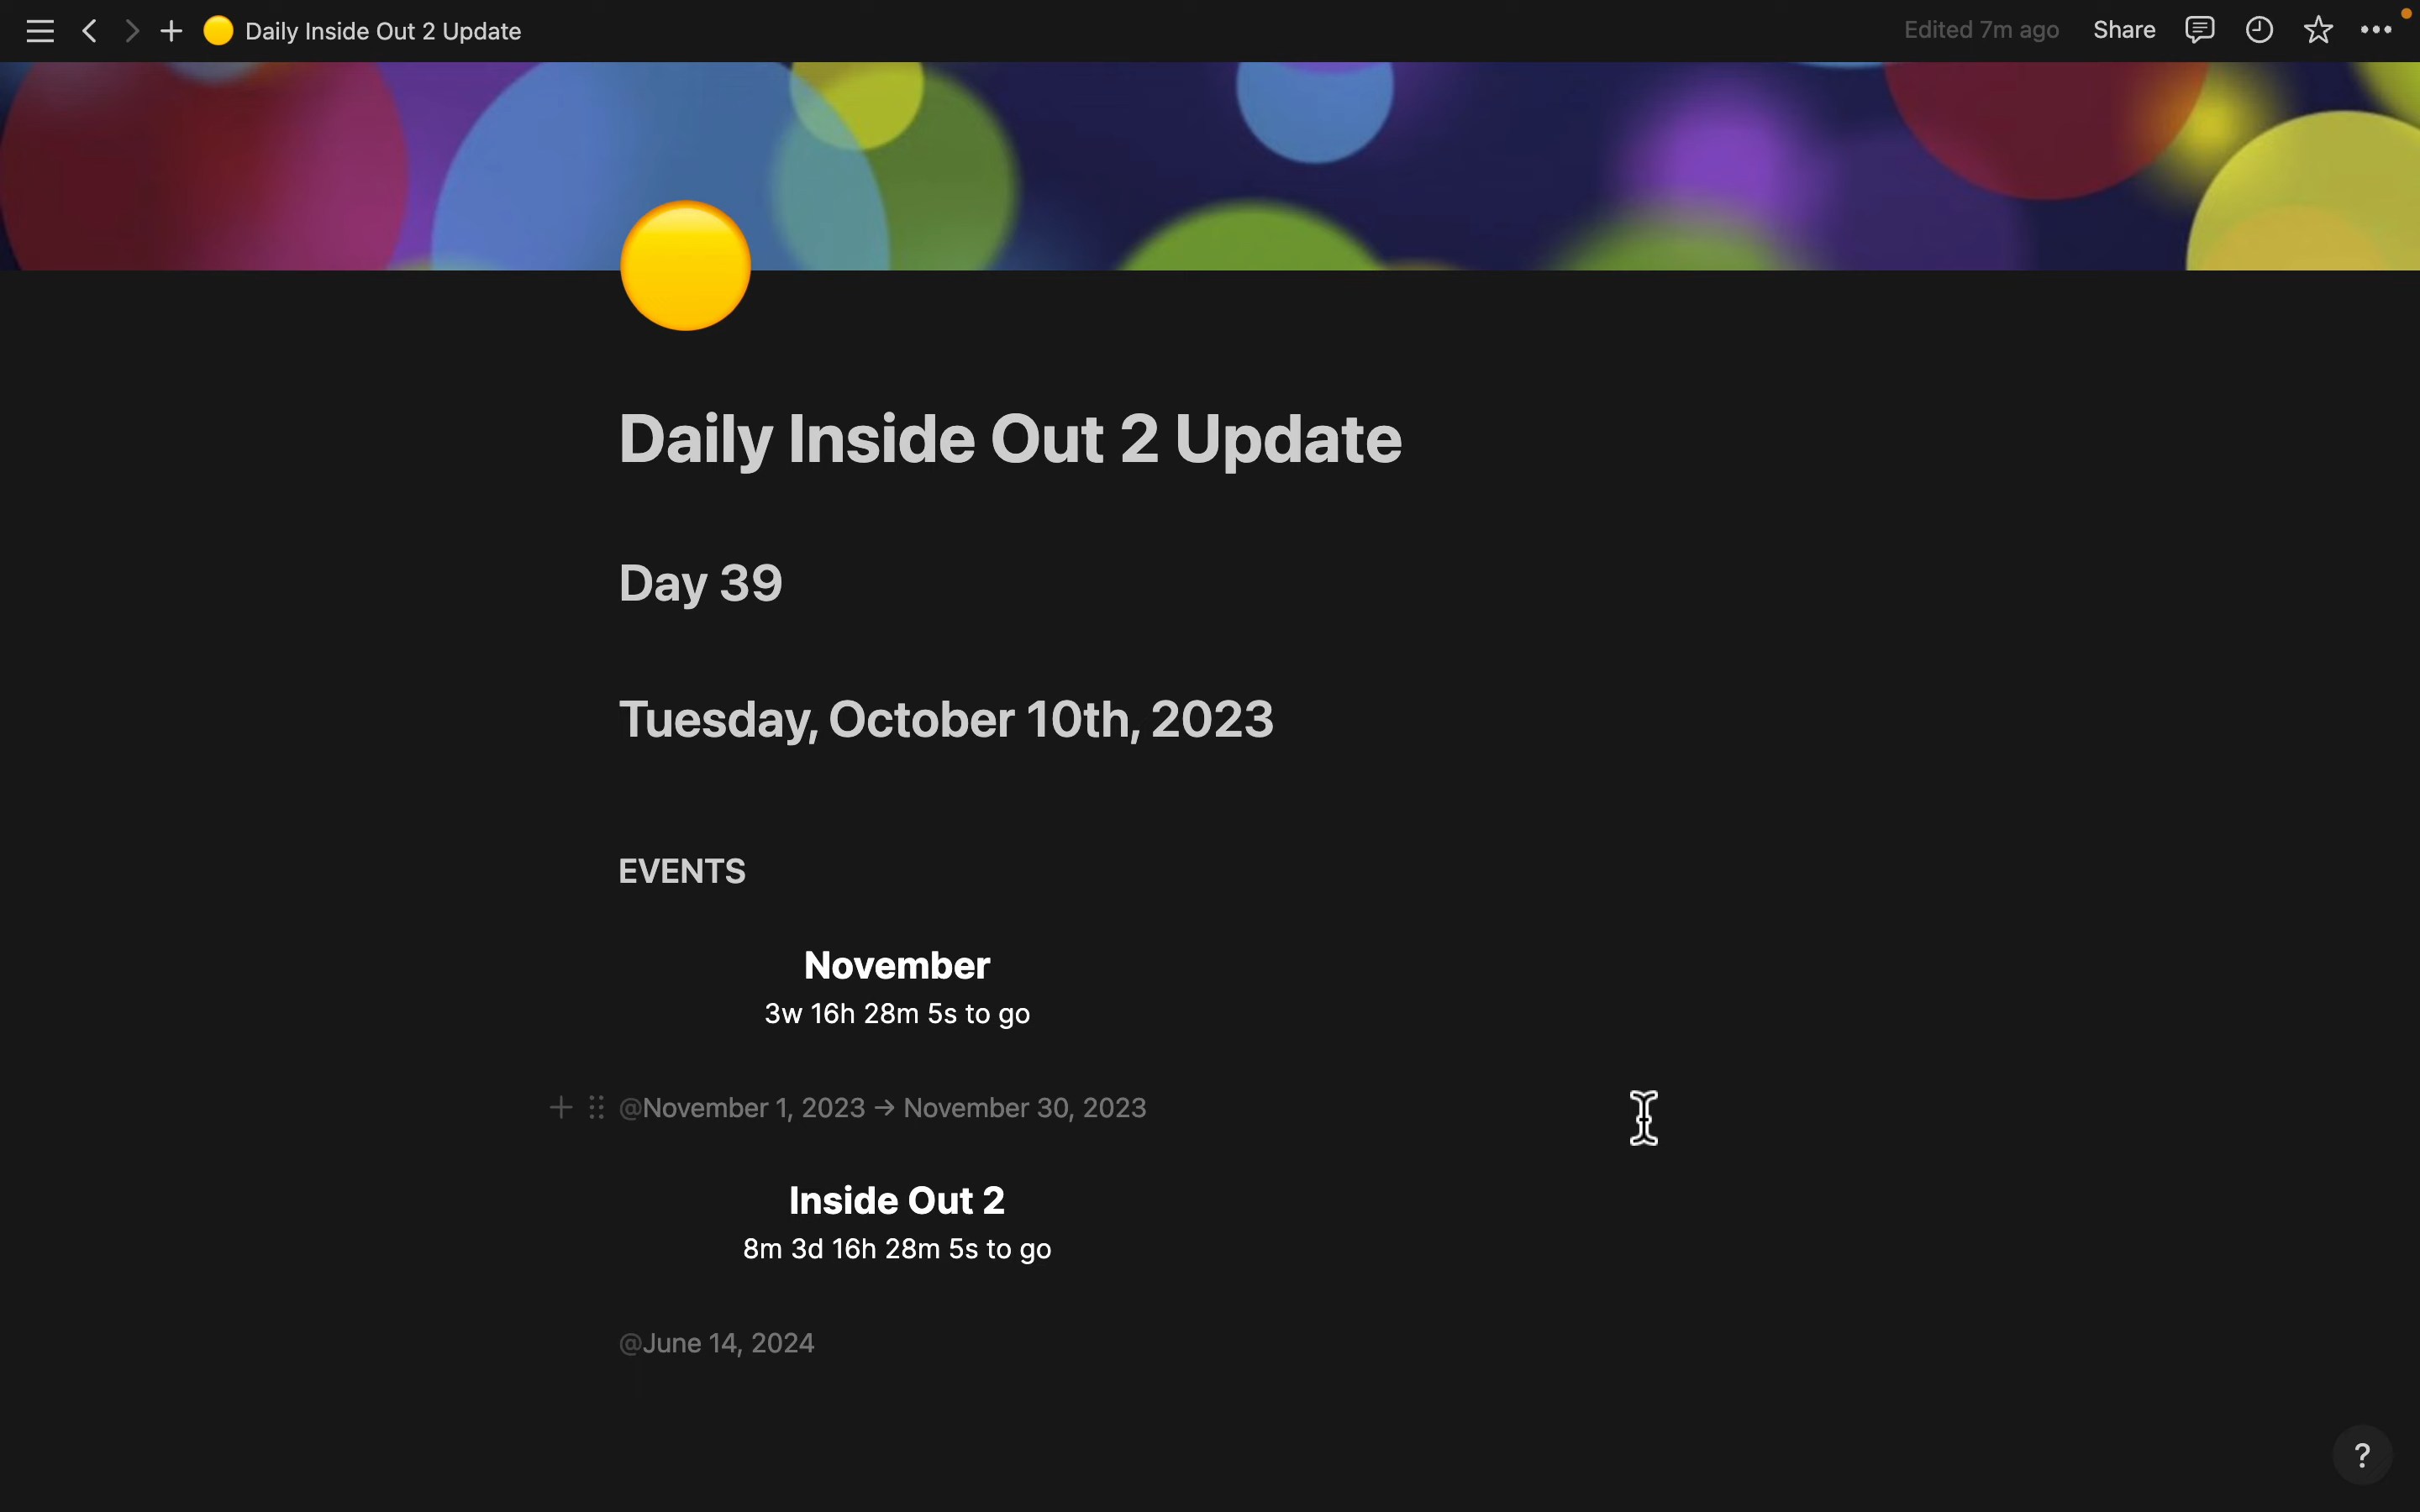 Daily Inside Out 2 Update
Edited 7m ago
Share
Daily Inside Out 2 Update
Day 39
Tuesday, October 10th, 2023
EVENTS
November
3w 16h 28m 5s to go
@November 1, 2023 → November 30, 2023
Inside Out 2
8m 3d 16h 28m 5s to go
@June 14, 2024
?